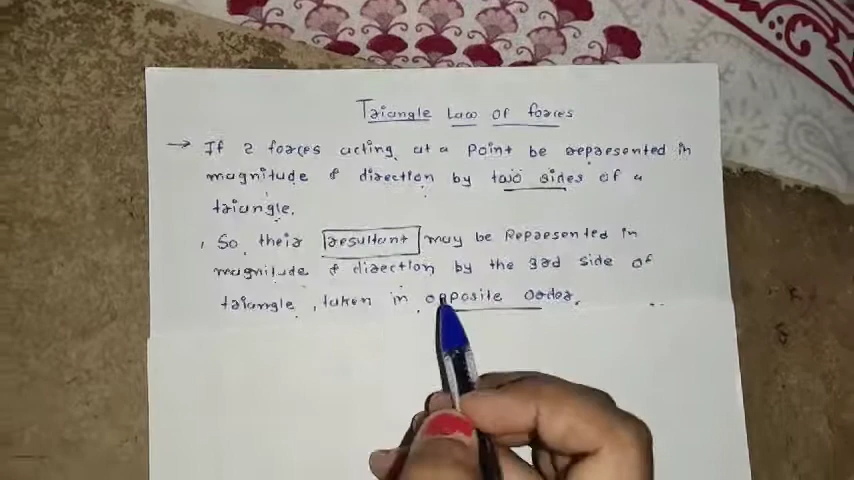 Triangle Law of forces
→ If 2 forces acting at a Point be represented in
magnitude & direction by two sides of a
triangle.
So their resultant may be Represented in
magnitude & direction by the 3rd side of
triangle, taken in opposite order.